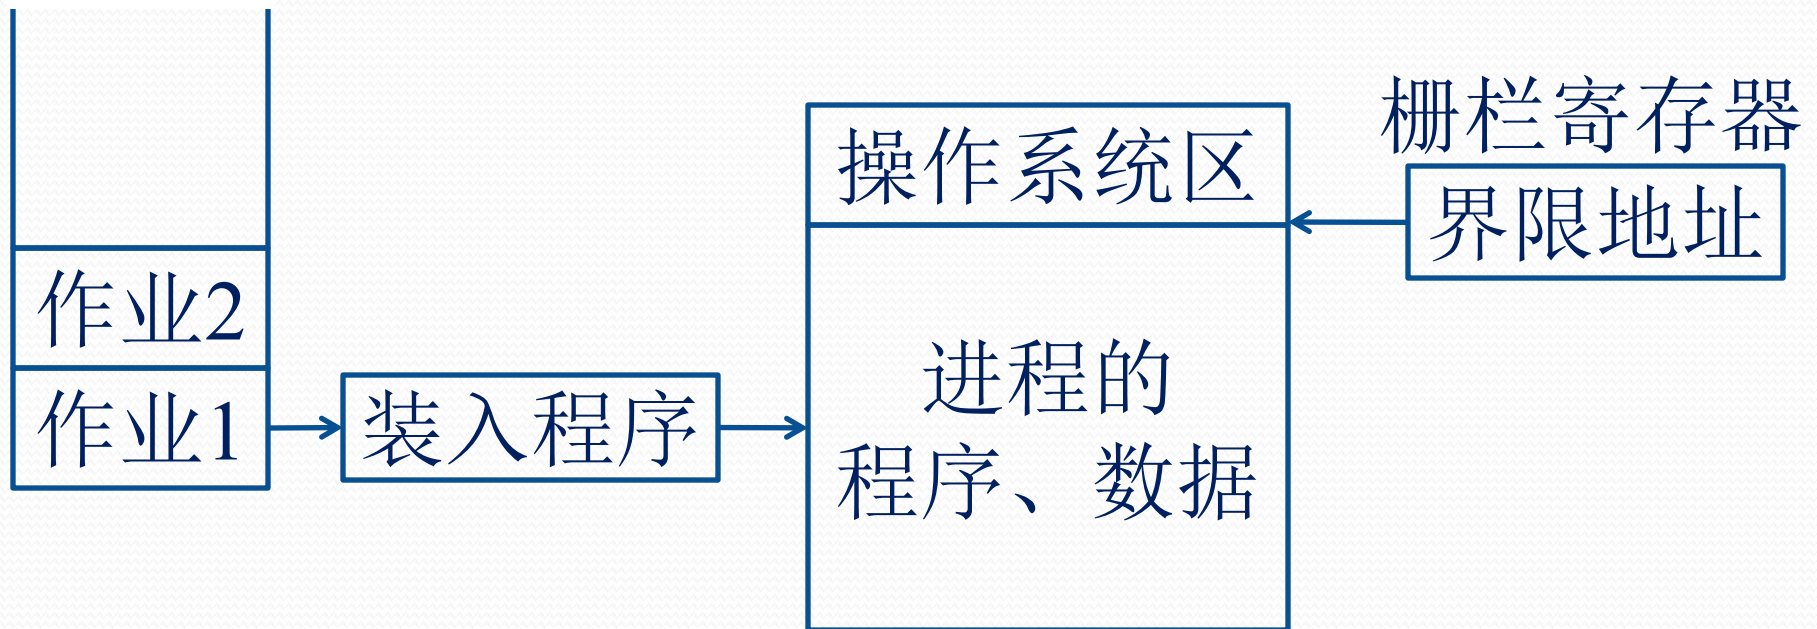 作业2
作业1
装入程序
操作系统区
进程的
程序、数据
栅栏寄存器
界限地址